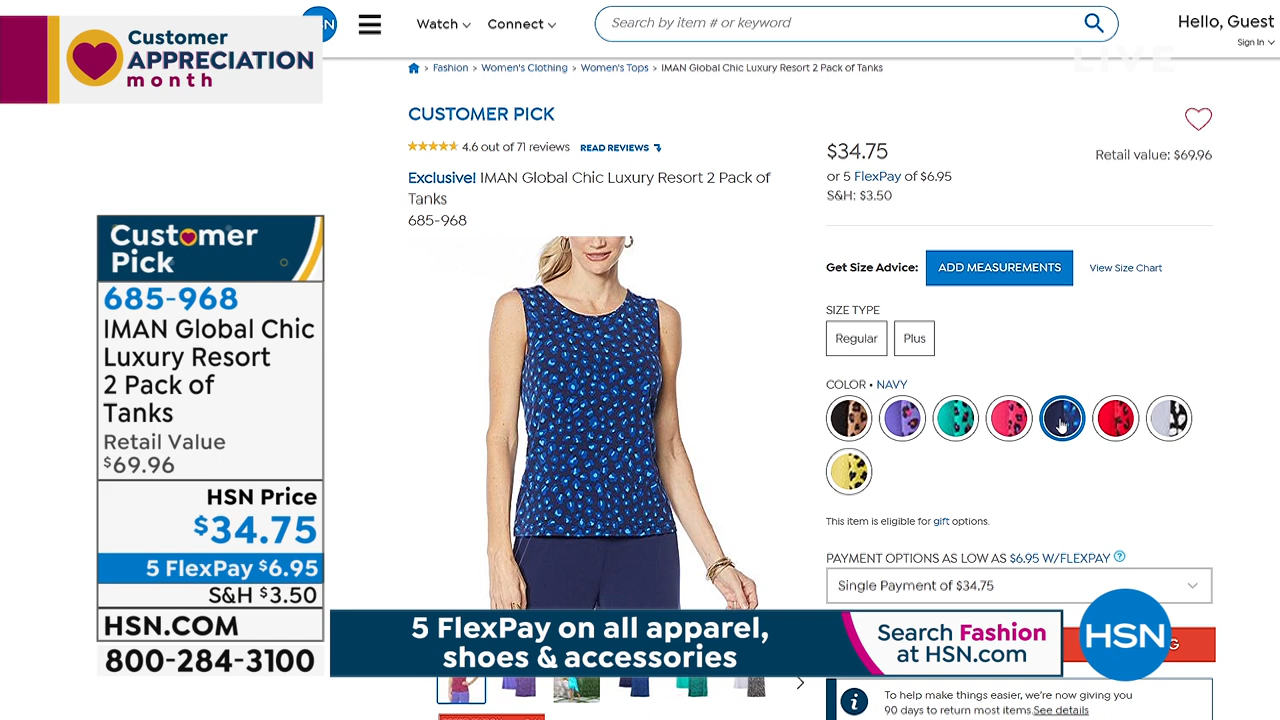 Customer
APPRECIATION
month
Watch
Connect
Search by item # or keyword
Hello, Guest
Sign In
LIVE
> Fashion > Women's Clothing > Women's Tops > IMAN Global Chic Luxury Resort 2 Pack of Tanks
CUSTOMER PICK
4.6 out of 71 reviews READ REVIEWS
Exclusive! IMAN Global Chic Luxury Resort 2 Pack of
Tanks
685-968
$34.75
Retail value: $69.96
or 5 FlexPay of $6.95
S&H: $3.50
Get Size Advice:
ADD MEASUREMENTS
View Size Chart
SIZE TYPE
Regular
Plus
COLOR • NAVY
This item is eligible for gift options.
PAYMENT OPTIONS AS LOW AS $6.95 W/FLEXPAY ?
Single Payment of $34.75
To help make things easier, we're now giving you
90 days to return most items.See details
Customer
Pick
685-968
IMAN Global Chic
Luxury Resort
2 Pack of
Tanks
Retail Value
$69.96
HSN Price
$34.75
5 FlexPay $6.95
S&H $3.50
HSN.COM
800-284-3100
5 FlexPay on all apparel,
shoes & accessories
Search Fashion
at HSN.com
HSN